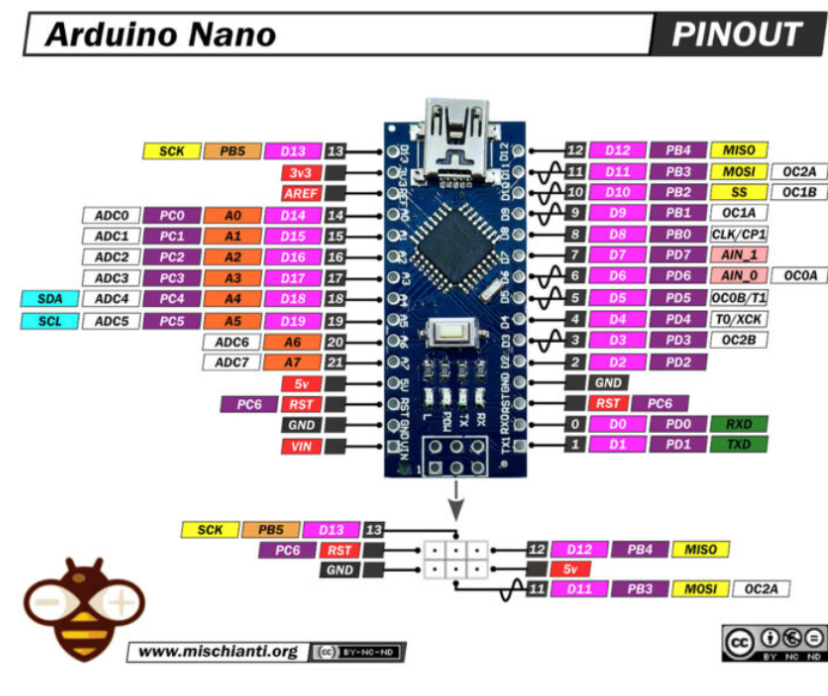 Arduino Nano PINOUT
SCK PB5 D13 13
3v3
AREF
ADC0 PC0 A0 D14 14
ADC1 PC1 A1 D15 15
ADC2 PC2 A2 D16 16
ADC3 PC3 A3 D17 17
SDA ADC4 PC4 A4 D18 18
SCL ADC5 PC5 A5 D19 19
ADC6 A6 20
ADC7 A7 21
5v
PC6 RST
GND
VIN
12 D12 PB4 MISO
11 D11 PB3 MOSI OC2A
10 D10 PB2 SS OC1B
9 D9 PB1 OC1A
8 D8 PB0 CLK/CP1
7 D7 PD7 AIN_1
6 D6 PD6 AIN_0 OC0A
5 D5 PD5 OC0B/T1
4 D4 PD4 T0/XCK
3 D3 PD3 OC2B
2 D2 PD2
GND
RST PC6
0 D0 PD0 RXD
1 D1 PD1 TXD
L POW TX RX
SCK PB5 D13 13
PC6 RST
GND
12 D12 PB4 MISO
5v
11 D11 PB3 MOSI OC2A
www.mischianti.org (cc) BY-NC-ND
cc BY NC ND